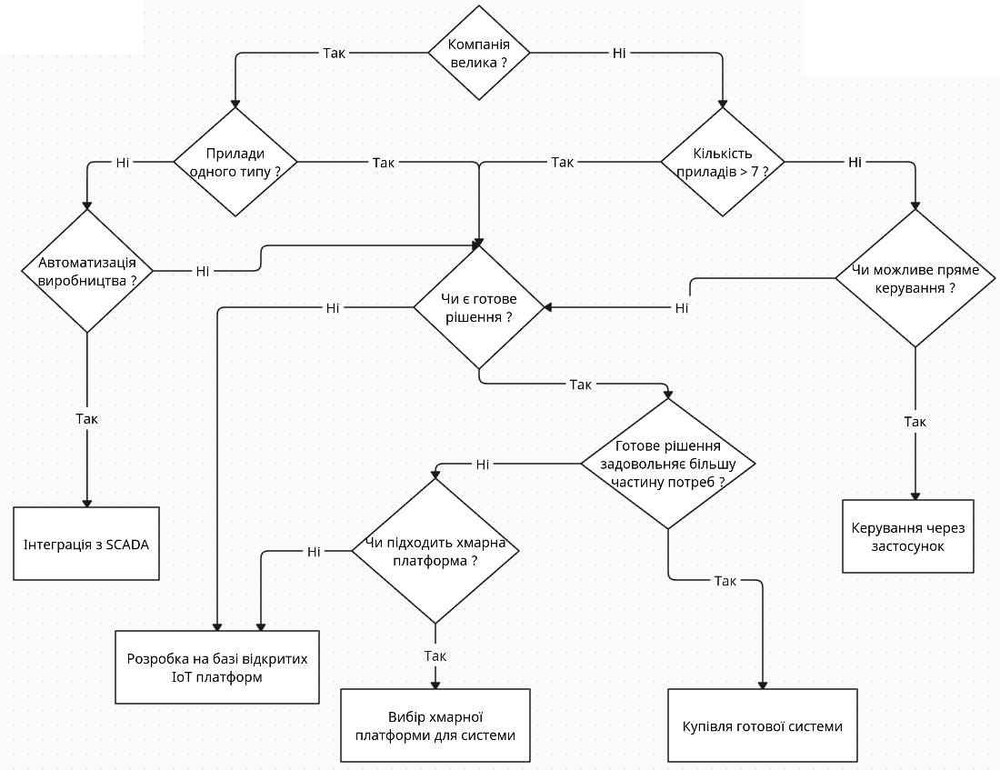 Компанія
велика ?
Так
Ні
Прилади
одного типу ?
Кількість
приладів > 7 ?
Ні
Так
Так
Ні
Автоматизація
виробництва ?
Ні
Чи можливе пряме
керування ?
Чи є готове
рішення ?
Ні
Ні
Так
Так
Так
Готове рішення
задовольняє більшу
частину потреб ?
Ні
Інтеграція з SCADA
Керування через
застосунок
Чи підходить хмарна
платформа ?
Ні
Так
Розробка на базі відкритих
IoT платформ
Так
Вибір хмарної
платформи для системи
Купівля готової системи